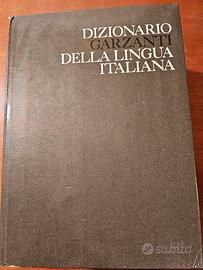 DIZIONARIO
GARZANTI
DELLA LINGUA
ITALIANA
subito